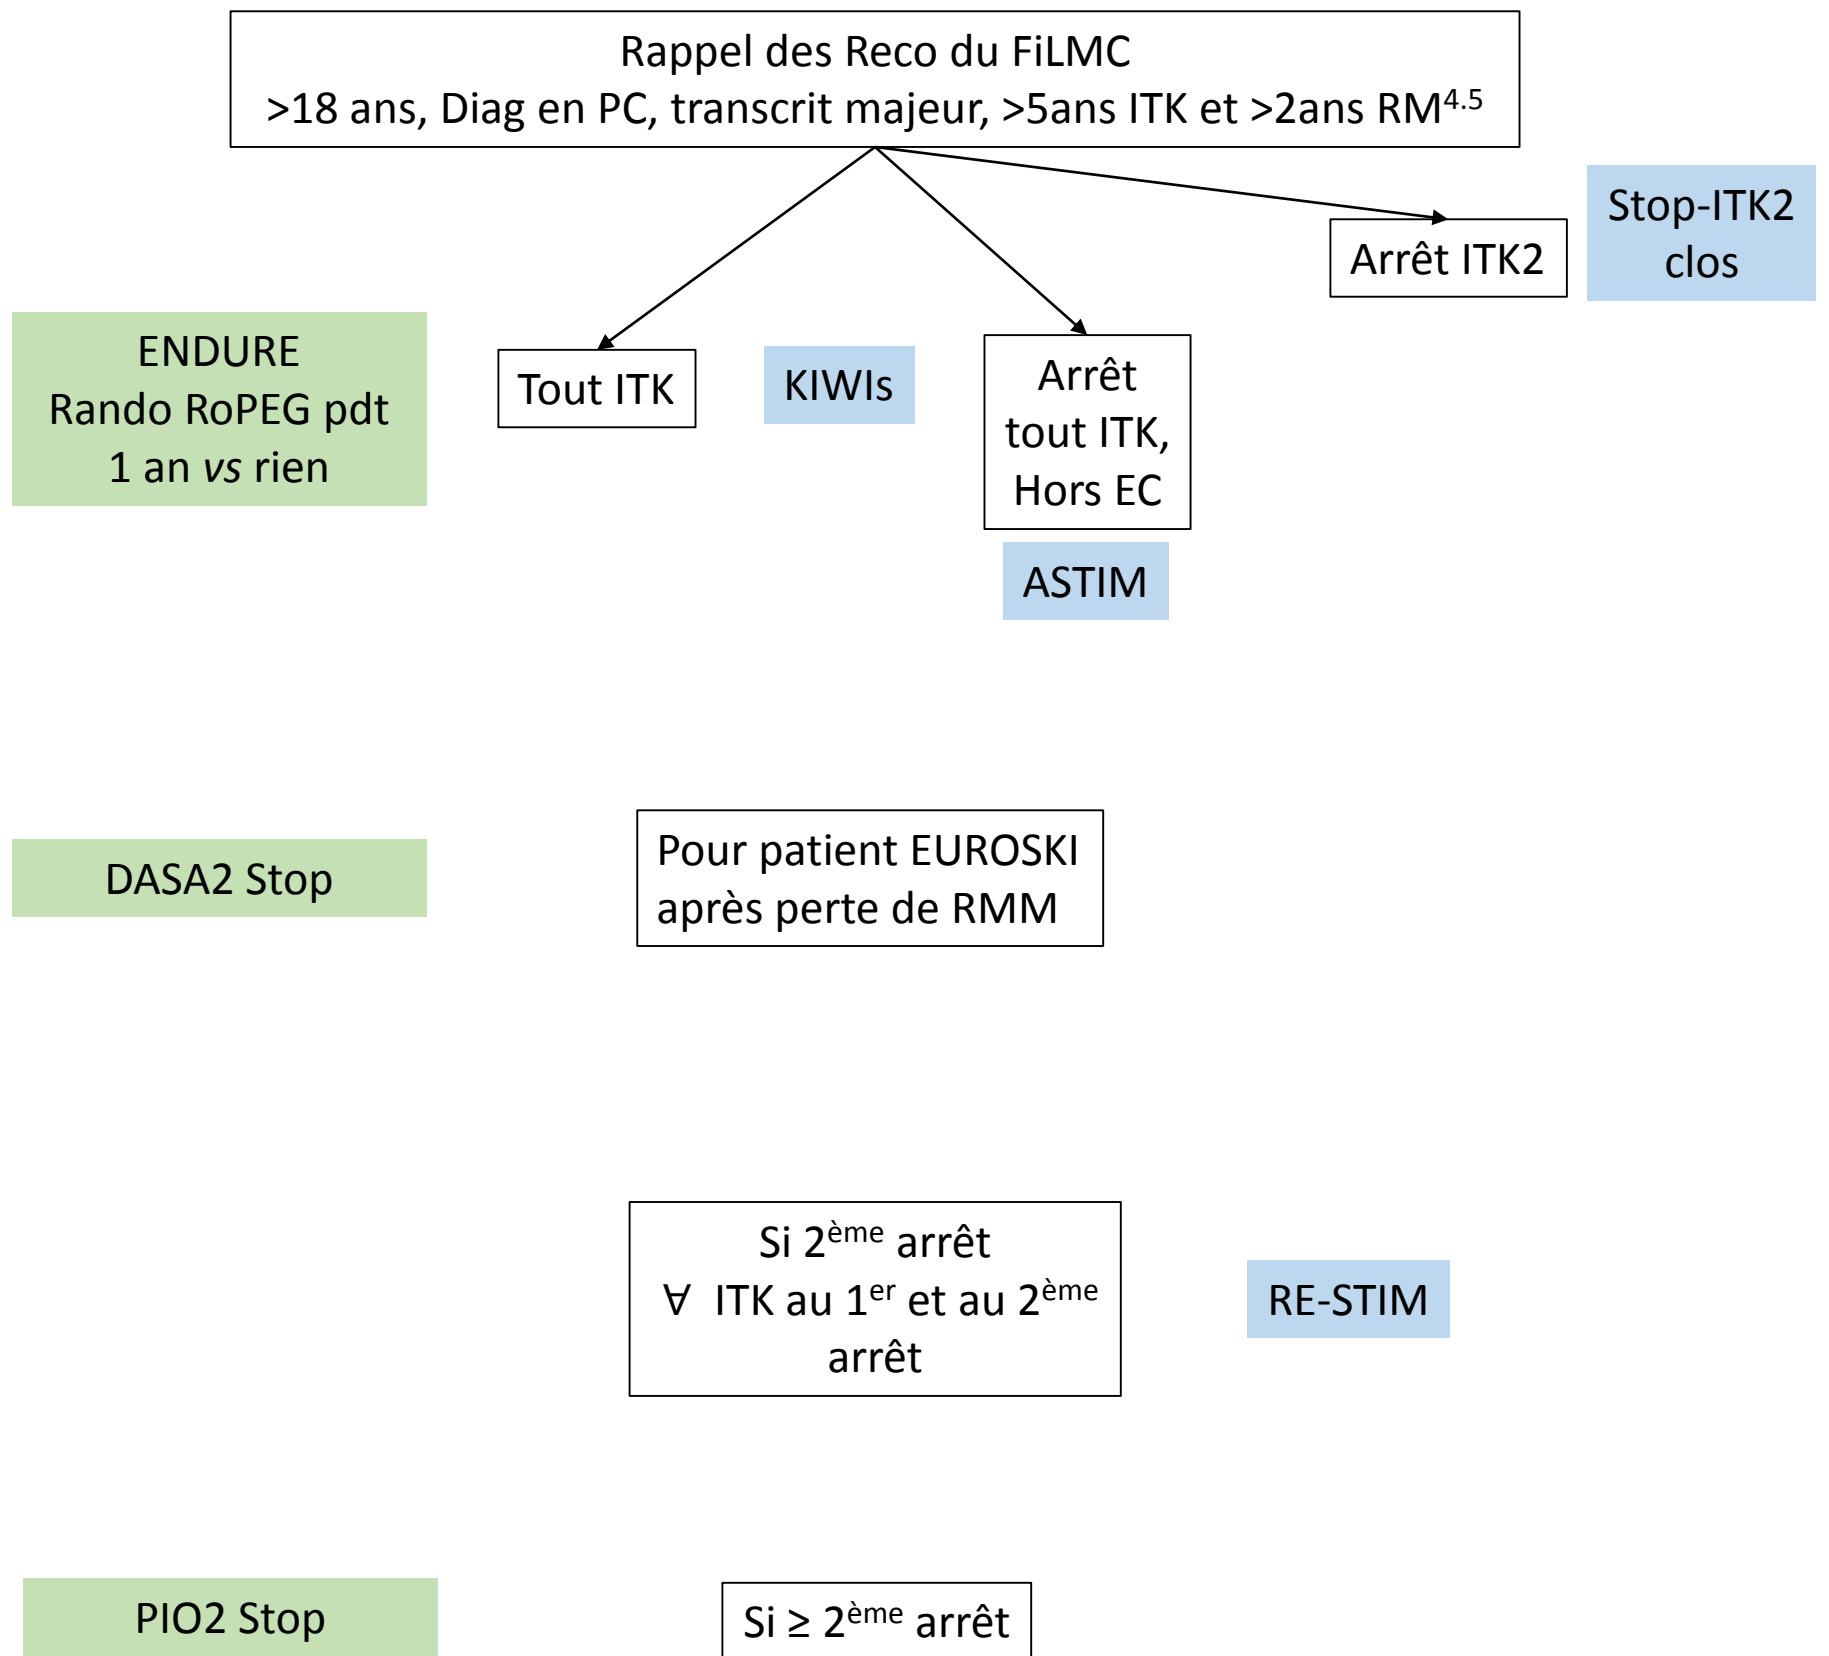 Rappel des Reco du FiLMC
>18 ans, Diag en PC, transcrit majeur, >5ans ITK et >2ans RM4.5
Stop-ITK2
clos
Arrêt ITK2
ENDURE
Rando RoPEG pdt
1 an vs rien
Tout ITK
KIWIs
Arrêt
tout ITK,
Hors EC
ASTIM
DASA2 Stop
Pour patient EUROSKI
après perte de RMM
Si 2ème arrêt
∀ ITK au 1er et au 2ème
arrêt
RE-STIM
PIO2 Stop
Si ≥ 2ème arrêt